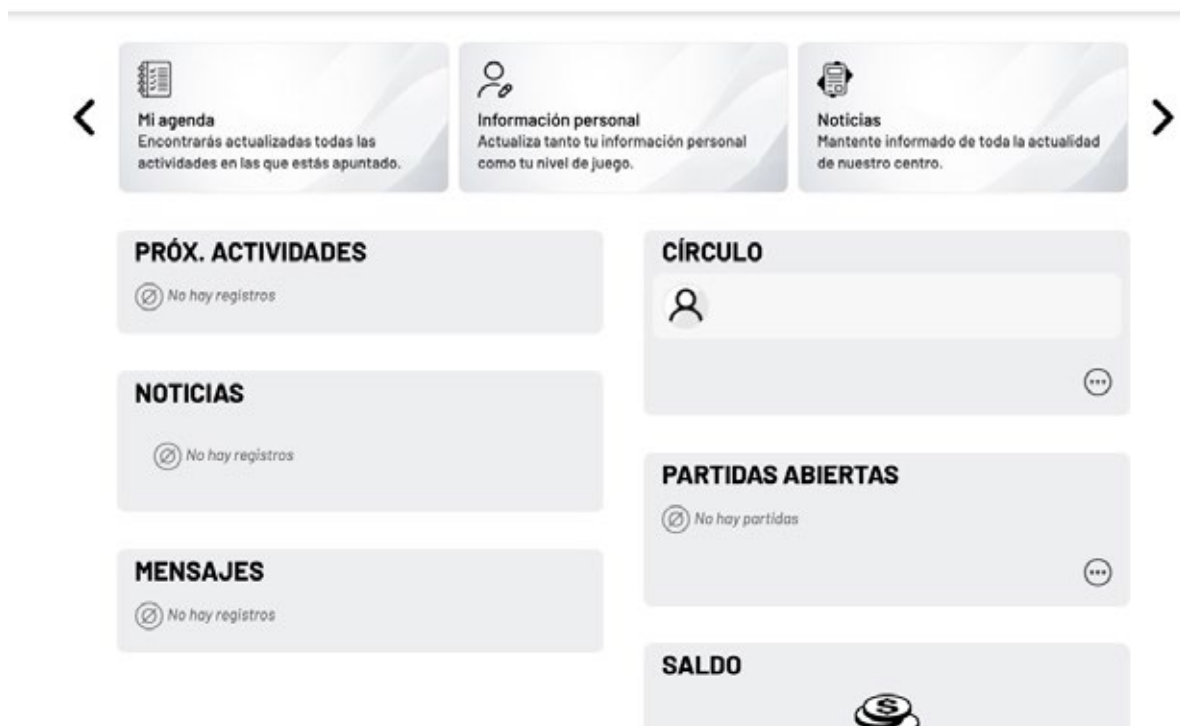 Mi agenda
Encontrarás actualizadas todas las
actividades en las que estás apuntado.
Información personal
Actualiza tanto tu información personal
como tu nivel de juego.
Noticias
Mantente informado de toda la actualidad
de nuestro centro.
PRÓX. ACTIVIDADES
No hay registros
NOTICIAS
No hay registros
MENSAJES
No hay registros
CÍRCULO
PARTIDAS ABIERTAS
No hay partidas
SALDO